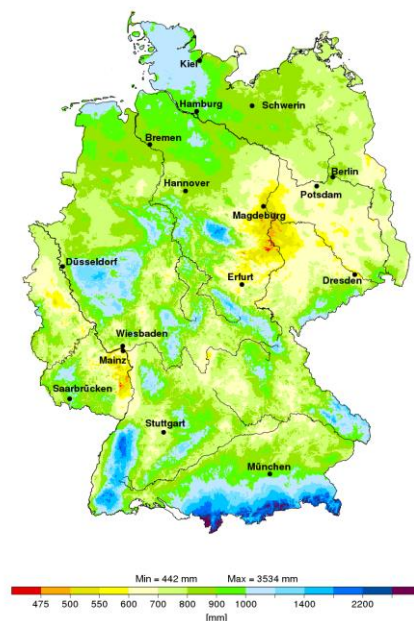 Kiel
Hamburg
Schwerin
Bremen
Berlin
Hannover
Potsdam
Magdeburg
Düsseldorf
Erfurt
Dresden
Wiesbaden
Mainz
Saarbrücken
Stuttgart
München
Min = 442 mm Max = 3534 mm
475 500 550 600 700 800 900 1000 1400 2200
[mm]